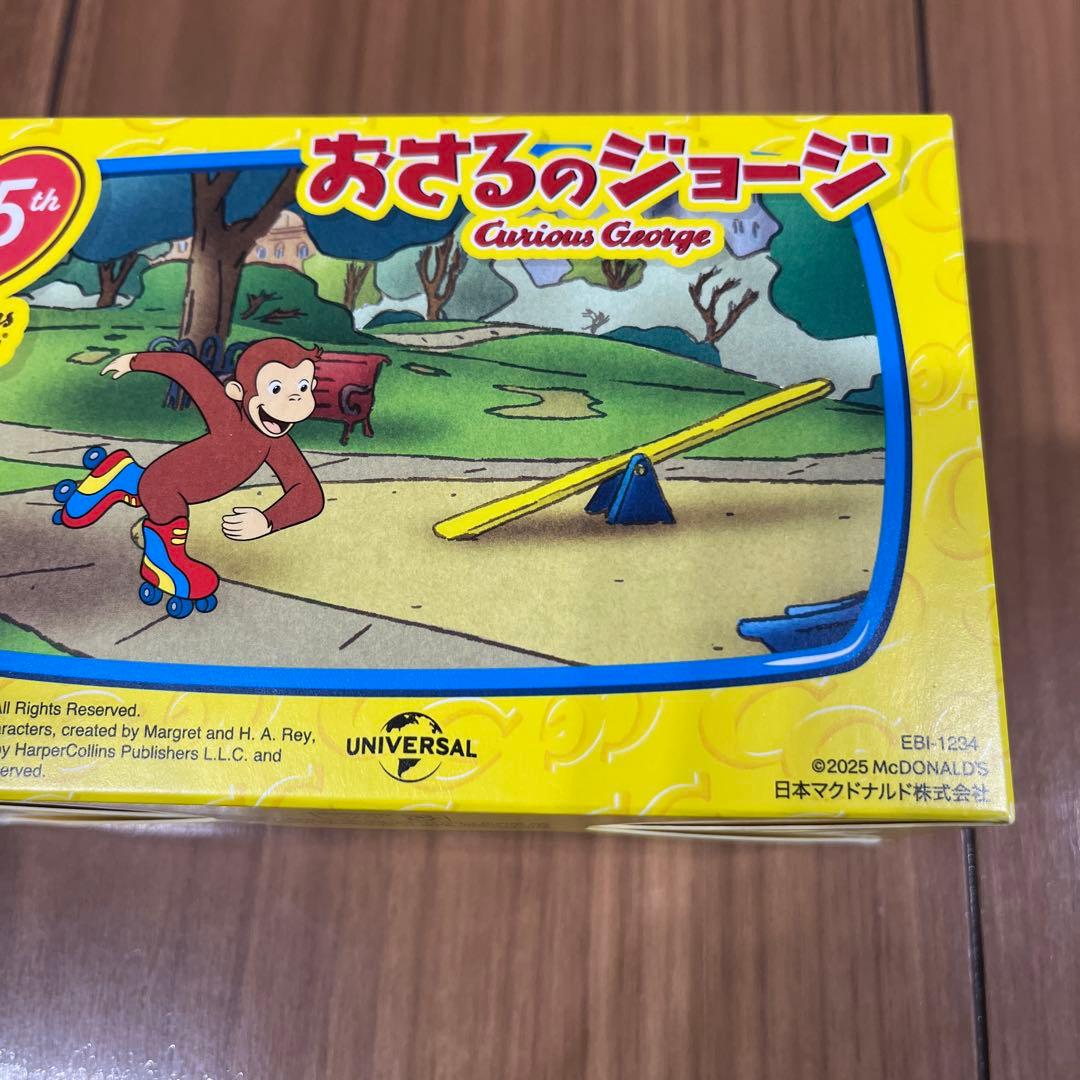 5th
おさるのジョージ
Curious George
All Rights Reserved.
aracters, created by Margret and H. A. Rey,
by HarperCollins Publishers L.L.C. and
served.
UNIVERSAL
EBI-1234
©2025 McDONALD'S
日本マクドナルド株式会社